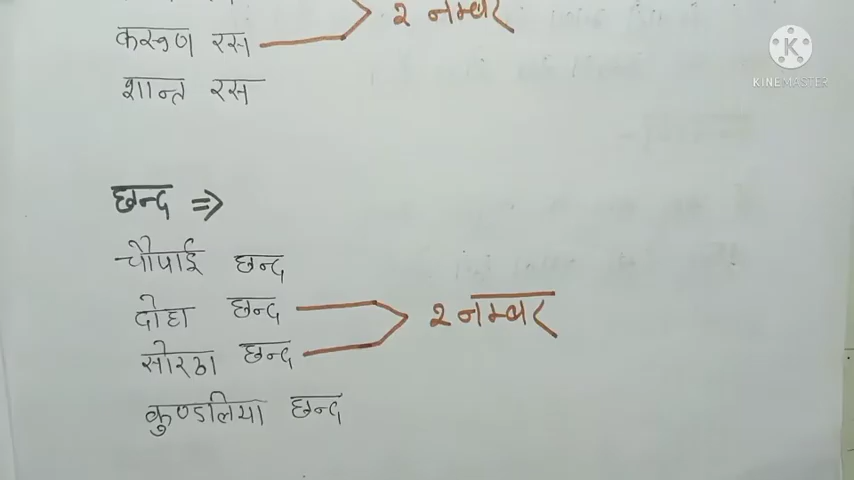 २ नम्बर
करूण रस
शान्त रस
छन्द ⇒
चौपाई छन्द
दोहा छन्द
सोरठा छन्द
२ नम्बर
कुण्डलिया छन्द
KINEMASTER